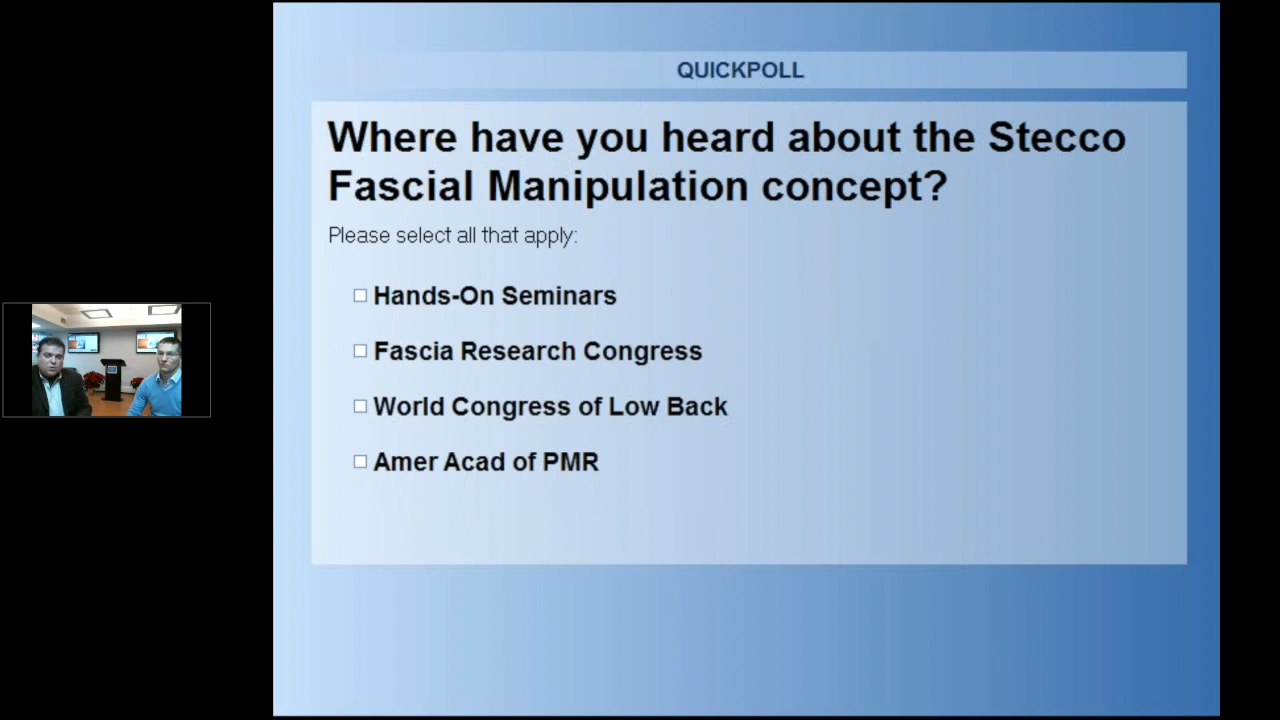 QUICKPOLL
Where have you heard about the Stecco
Fascial Manipulation concept?
Please select all that apply:
Hands-On Seminars
Fascia Research Congress
World Congress of Low Back
Amer Acad of PMR